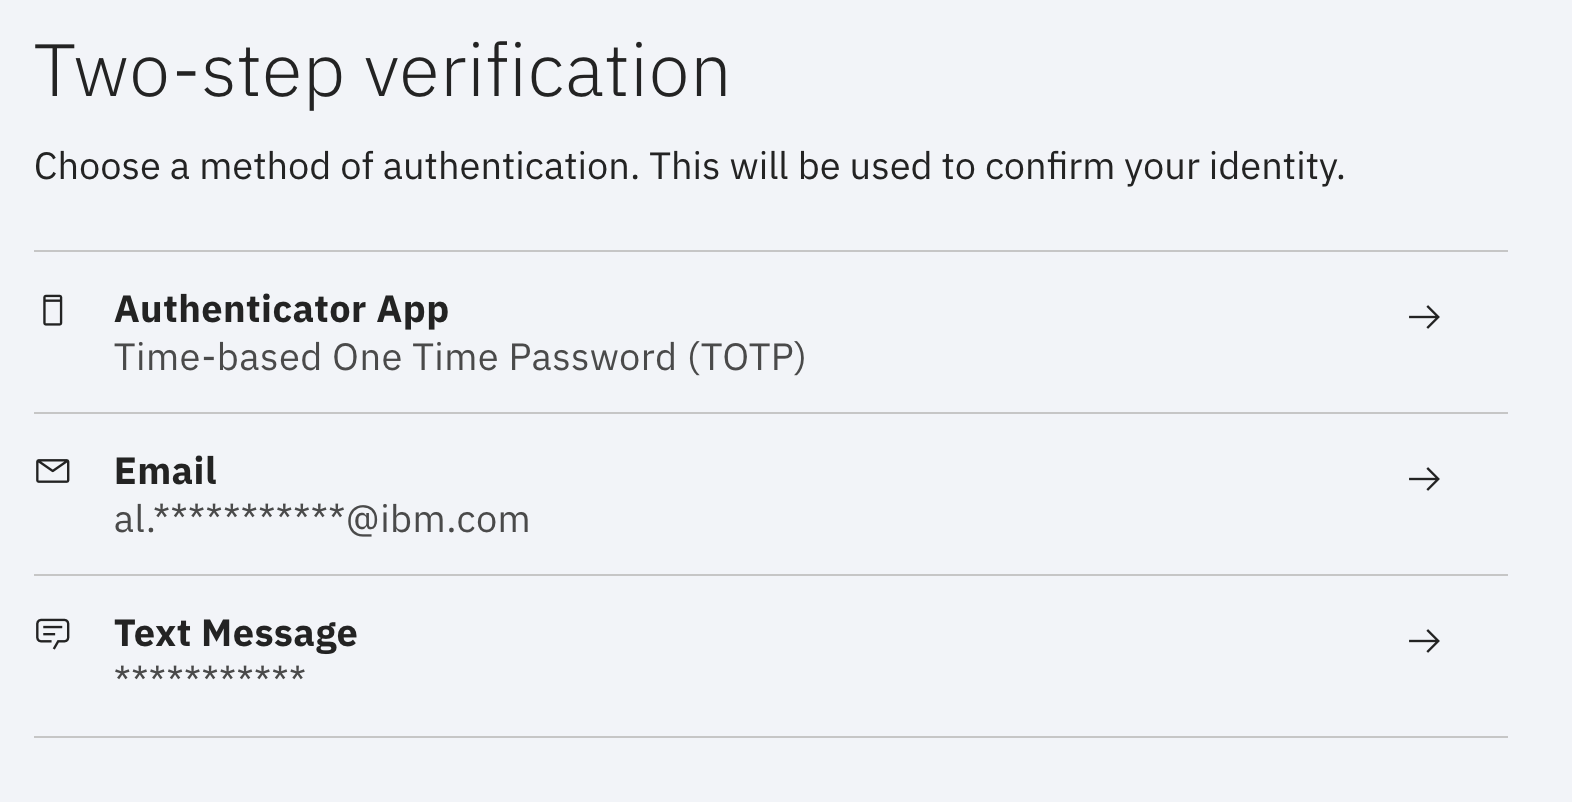 Two-step verification
Choose a method of authentication. This will be used to confirm your identity.
Authenticator App
Time-based One Time Password (TOTP)
Email
al.***********@ibm.com
Text Message
***********